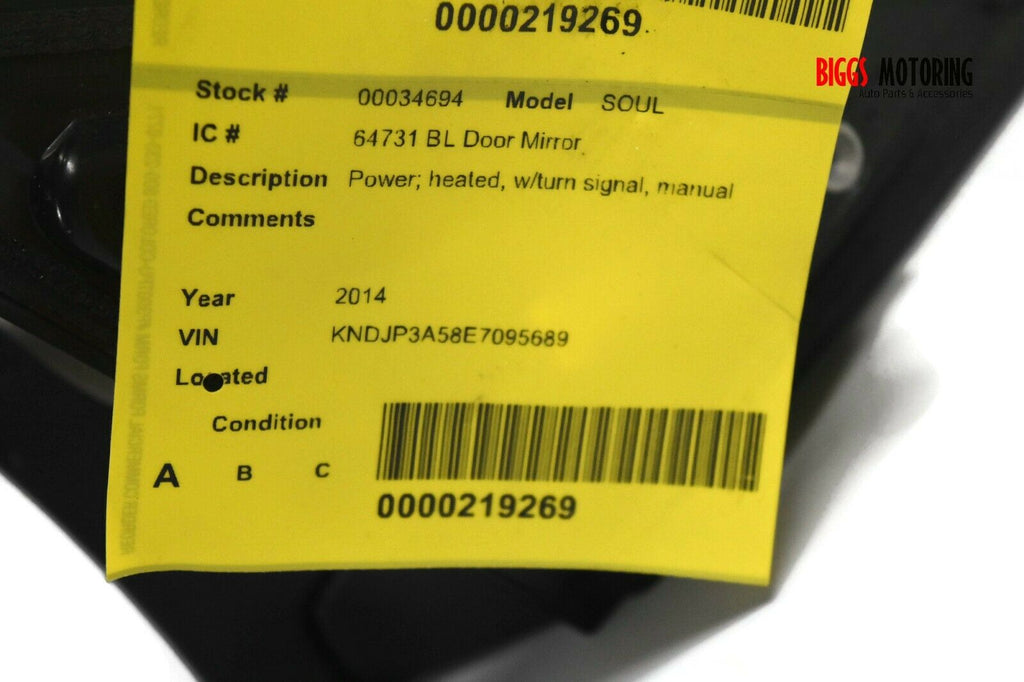 0000219269
BIGGS MOTORING
Auto Parts & Accessories
Stock # 00034694 Model SOUL
IC # 64731 BL Door Mirror
Description Power; heated, w/turn signal, manual
Comments
Year 2014
VIN KNDJP3A58E7095689
Located
Condition
A B C
0000219269